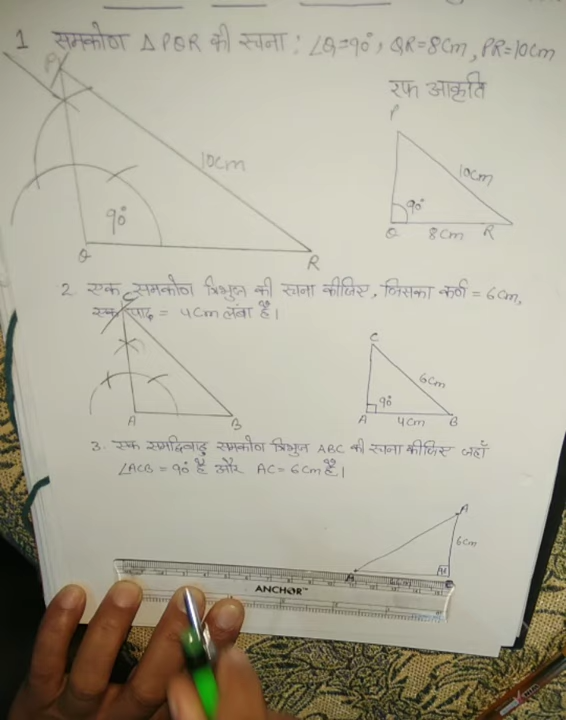 1 समकोण △PQR की रचना : ∠Q=90°, QR=8cm, PR=10cm
रफ आकृति
P
10cm
90°
Q
R
P
10cm
90°
Q 8cm R
2 एक समकोण त्रिभुज की रचना कीजिए, जिसका कर्ण = 6cm,
एक पाद = 4cm लंबा है।
C
A B
C
6cm
90
A 4cm B
3. एक समद्विबाहु समकोण त्रिभुज ABC की रचना कीजिए जहाँ
∠ACB = 90° है और AC = 6cm है।
A
6cm
ANCHOR